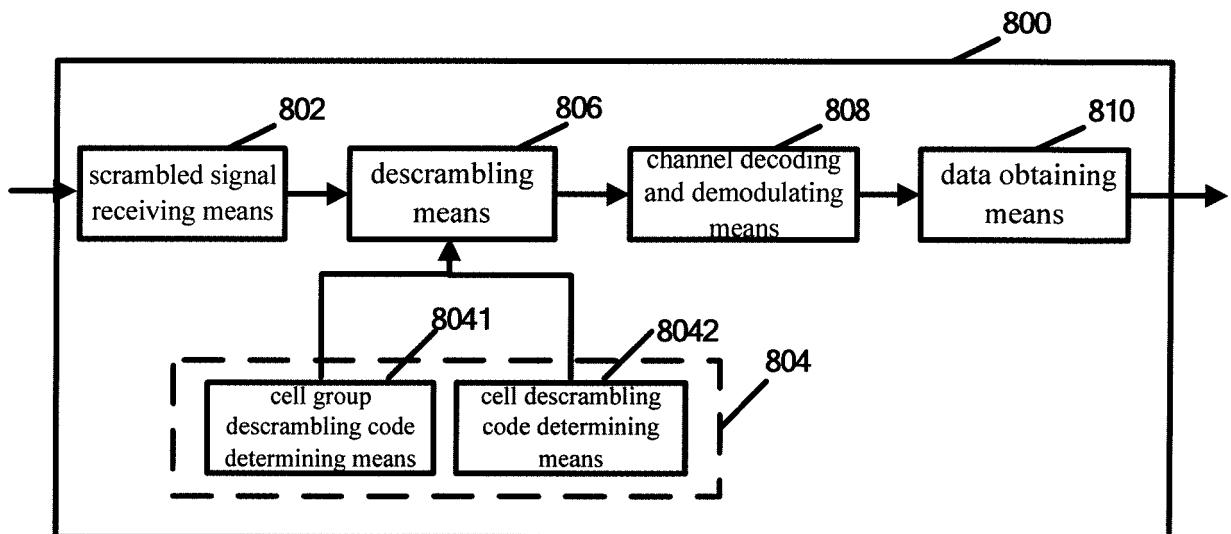 800
802
806
808
810
scrambled signal
receiving means
descrambling
means
channel decoding
and demodulating
means
data obtaining
means
8041
8042
804
cell group
descrambling code
determining means
cell descrambling
code determining
means